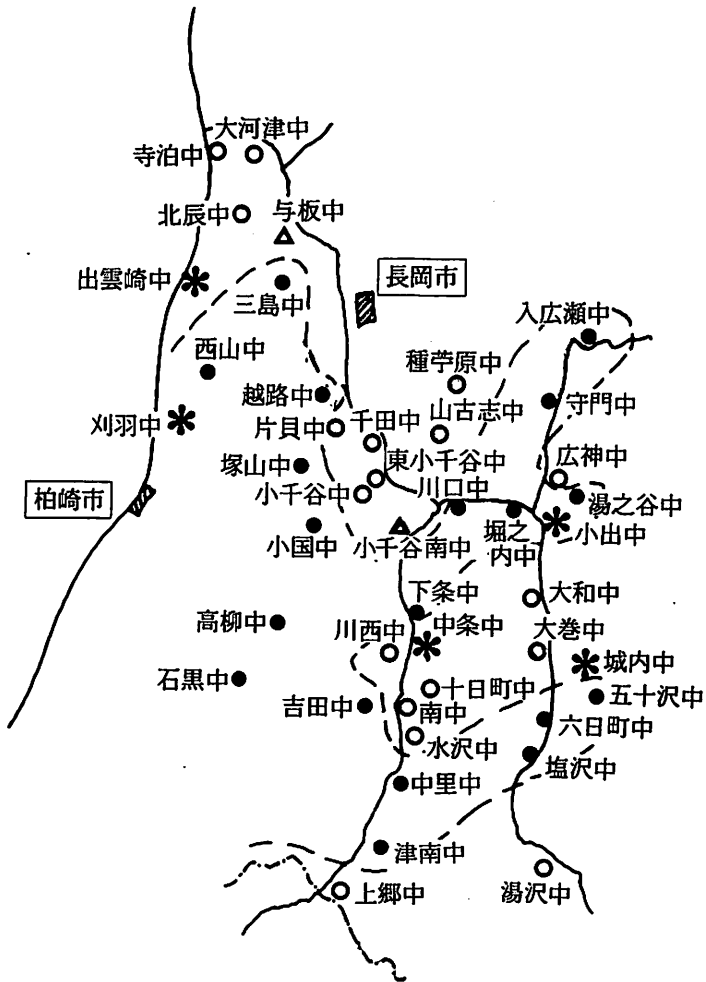 大河津中
寺泊中
北辰中
与板中
出雲崎中
三島中
長岡市
入広瀬中
西山中
種苧原中
越路中
守門中
刈羽中
片貝中
千田中
山古志中
塚山中
東小千谷中
広神中
柏崎市
小千谷中
川口中
湯之谷中
小国中
小千谷南中
堀之
内中
小出中
下条中
大和中
高柳中
川西中
中条中
大巻中
城内中
石黒中
十日町中
五十沢中
吉田中
南中
六日町中
水沢中
塩沢中
中里中
津南中
上郷中
湯沢中